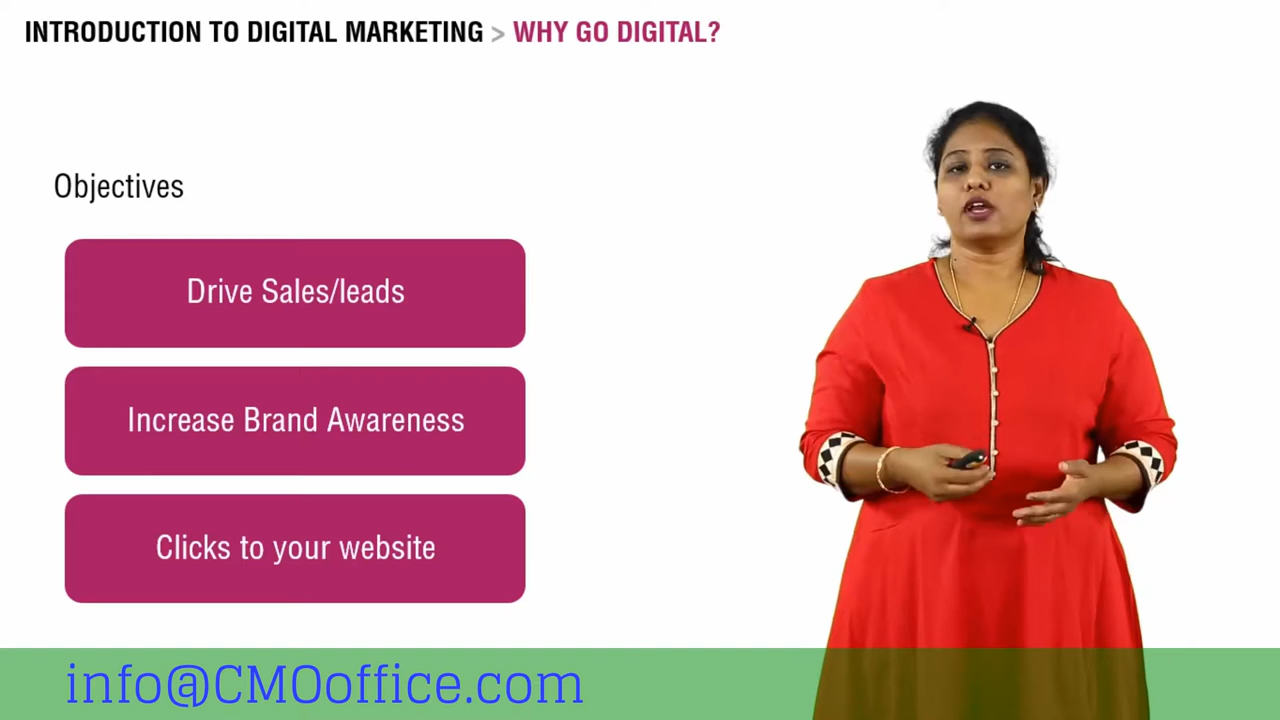 INTRODUCTION TO DIGITAL MARKETING > WHY GO DIGITAL?
Objectives
Drive Sales/leads
Increase Brand Awareness
Clicks to your website
info@CMOoffice.com